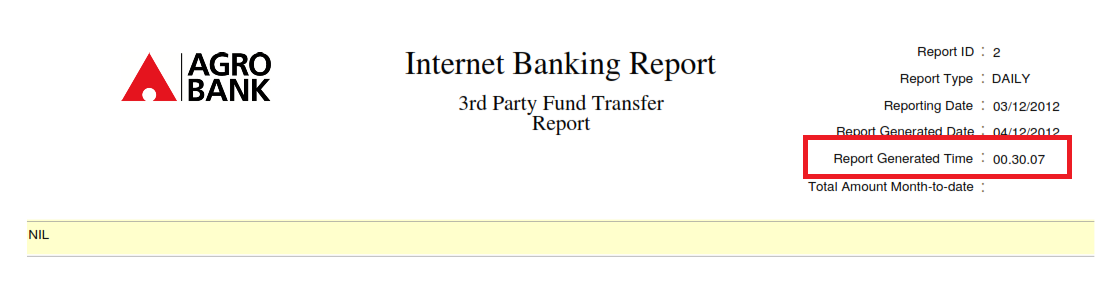 AGRO
BANK
Internet Banking Report
3rd Party Fund Transfer
Report
Report ID : 2
Report Type : DAILY
Reporting Date : 03/12/2012
Report Generated Date : 04/12/2012
Report Generated Time : 00.30.07
Total Amount Month-to-date :
NIL